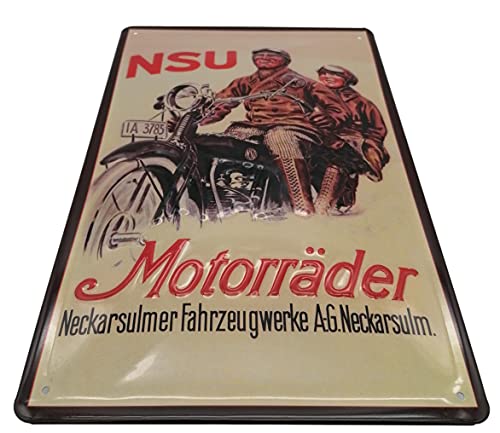 NSU
IA 3785
Motorräder
Neckarsulmer Fahrzeugwerke A.G. Neckarsulm.